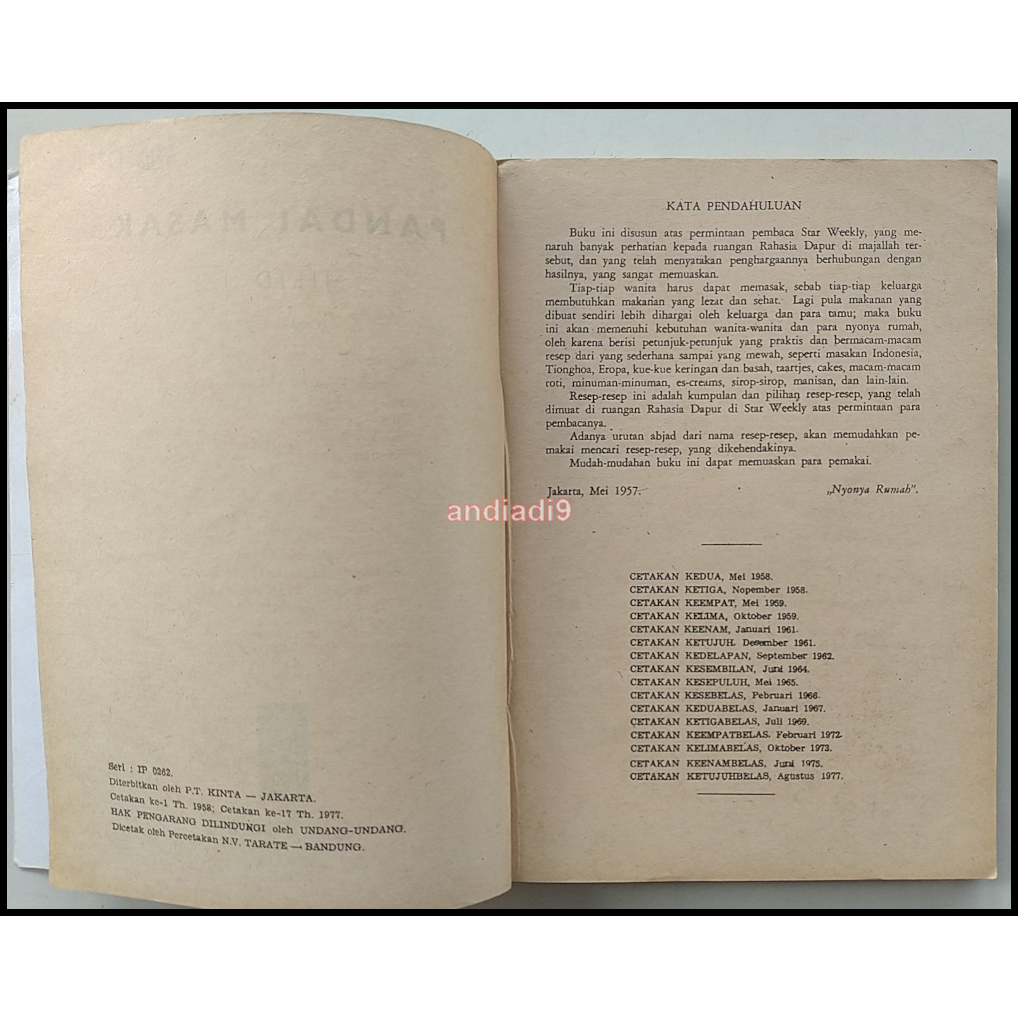 Seri : IP 0262.
Diterbitkan oleh P.T. KINTA — JAKARTA.
Cetakan ke-1 Th. 1958; Cetakan ke-17 Th. 1977.
HAK PENGARANG DILINDUNGI oleh UNDANG-UNDANG.
Dicetak oleh Percetakan N.V. TARATE — BANDUNG.
KATA PENDAHULUAN
Buku ini disusun atas permintaan pembaca Star Weekly, yang me-
naruh banyak perhatian kepada ruangan Rahasia Dapur di majallah ter-
sebut, dan yang telah menyatakan penghargaannya berhubungan dengan
hasilnya, yang sangat memuaskan.
Tiap-tiap wanita harus dapat memasak, sebab tiap-tiap keluarga
membutuhkan makanan yang lezat dan sehat. Lagi pula makanan yang
dibuat sendiri lebih dihargai oleh keluarga dan para tamu; maka buku
ini akan memenuhi kebutuhan wanita-wanita dan para nyonya rumah,
oleh karena berisi petunjuk-petunjuk yang praktis dan bermacam-macam
resep dari yang sederhana sampai yang mewah, seperti masakan Indonesia,
Tionghoa, Eropa, kue-kue keringan dan basah, taartjes, cakes, macam-macam
roti, minuman-minuman, es-creams, sirop-sirop, manisan, dan lain-lain.
Resep-resep ini adalah kumpulan dan pilihan resep-resep, yang telah
dimuat di ruangan Rahasia Dapur di Star Weekly atas permintaan para
pembacanya.
Adanya urutan abjad dari nama resep-resep, akan memudahkan pe-
makai mencari resep-resep, yang dikehendakinya.
Mudah-mudahan buku ini dapat memuaskan para pemakai.
Jakarta, Mei 1957. „Nyonya Rumah".
andiadi9
CETAKAN KEDUA, Mei 1958.
CETAKAN KETIGA, Nopember 1958.
CETAKAN KEEMPAT, Mei 1959.
CETAKAN KELIMA, Oktober 1959.
CETAKAN KEENAM, Januari 1961.
CETAKAN KETUJUH. Desember 1961.
CETAKAN KEDELAPAN, September 1962.
CETAKAN KESEMBILAN, Juni 1964.
CETAKAN KESEPULUH, Mei 1965.
CETAKAN KESEBELAS, Pebruari 1966.
CETAKAN KEDUABELAS, Januari 1967.
CETAKAN KETIGABELAS, Juli 1969.
CETAKAN KEEMPATBELAS. Februari 1972.
CETAKAN KELIMABELAS, Oktober 1973.
CETAKAN KEENAMBELAS, Juni 1975.
CETAKAN KETUJUHBELAS, Agustus 1977.